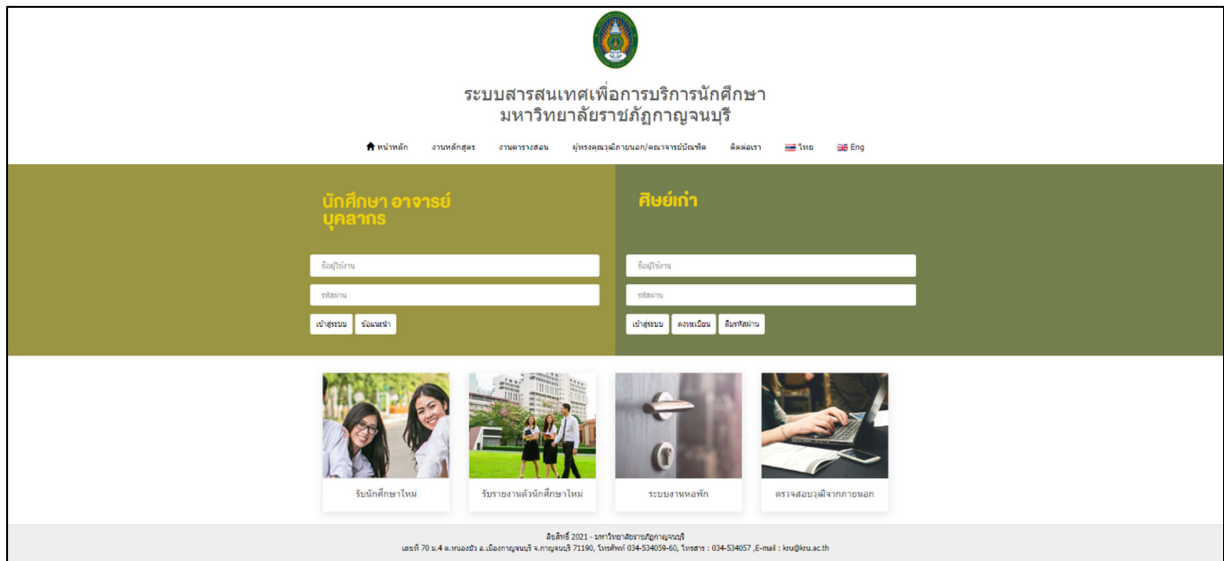 ระบบสารสนเทศเพื่อการบริการนักศึกษา
มหาวิทยาลัยราชภัฏกาญจนบุรี
หน้าหลัก งานหลักสูตร งานตารางสอน ผู้ทรงคุณวุฒิภายนอก/คณาจารย์บัณฑิต ติดต่อเรา ไทย Eng
นักศึกษา อาจารย์
บุคลากร
ชื่อผู้ใช้งาน
รหัสผ่าน
เข้าสู่ระบบ ข้อแนะนำ
ศิษย์เก่า
ชื่อผู้ใช้งาน
รหัสผ่าน
เข้าสู่ระบบ ลงทะเบียน ลืมรหัสผ่าน
รับนักศึกษาใหม่ รับรายงานตัวนักศึกษาใหม่ ระบบงานหอพัก ตรวจสอบวุฒิจากภายนอก
ลิขสิทธิ์ 2021 - มหาวิทยาลัยราชภัฏกาญจนบุรี
เลขที่ 70 ม.4 ต.หนองบัว อ.เมืองกาญจนบุรี จ.กาญจนบุรี 71190, โทรศัพท์ 034-534059-60, โทรสาร : 034-534057 ,E-mail : kru@kru.ac.th